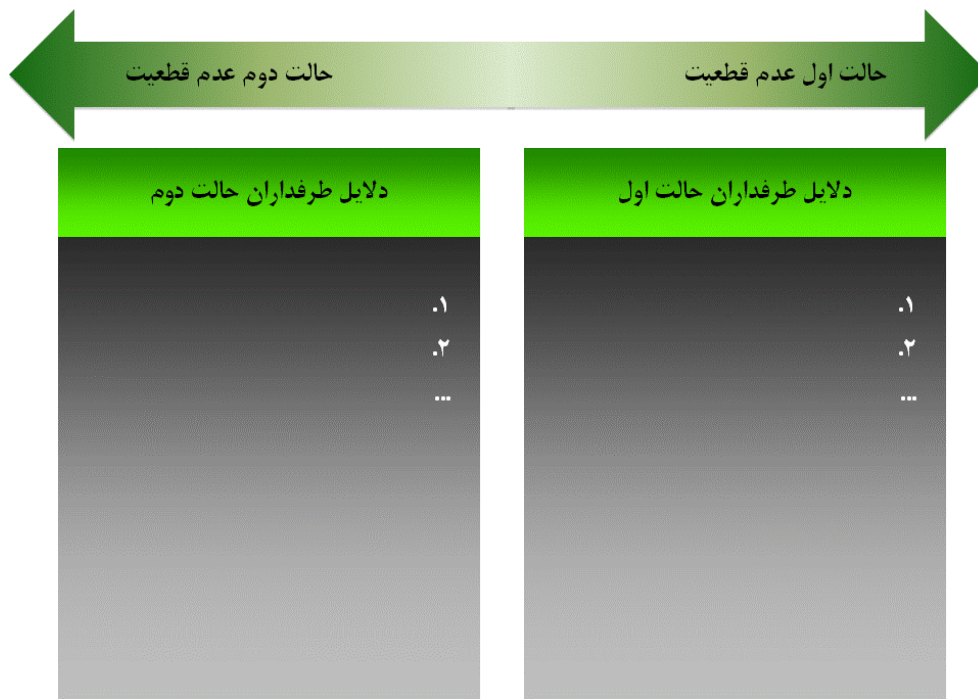 حالت اول عدم قطعیت
حالت دوم عدم قطعیت
دلایل طرفداران حالت اول
۱.
۲.
...
دلایل طرفداران حالت دوم
۱.
۲.
...